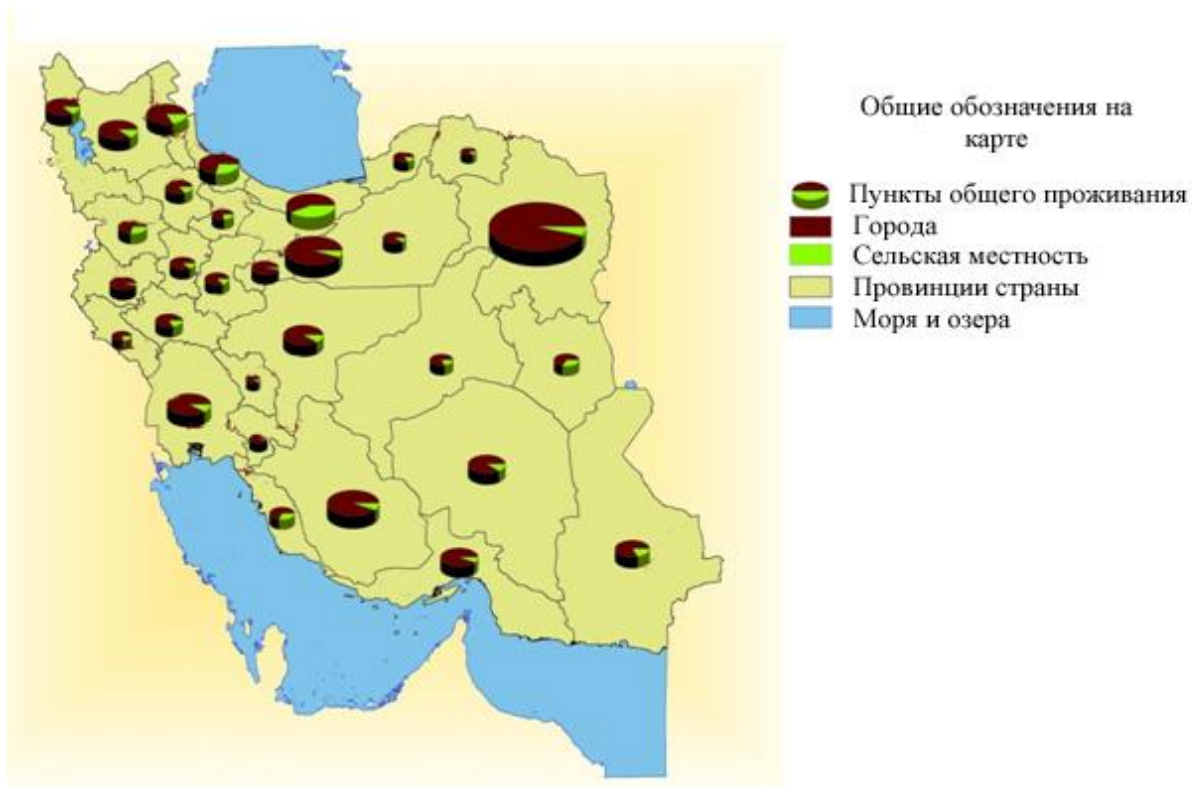 Общие обозначения на
карте
Пункты общего проживания
Города
Сельская местность
Провинции страны
Моря и озера